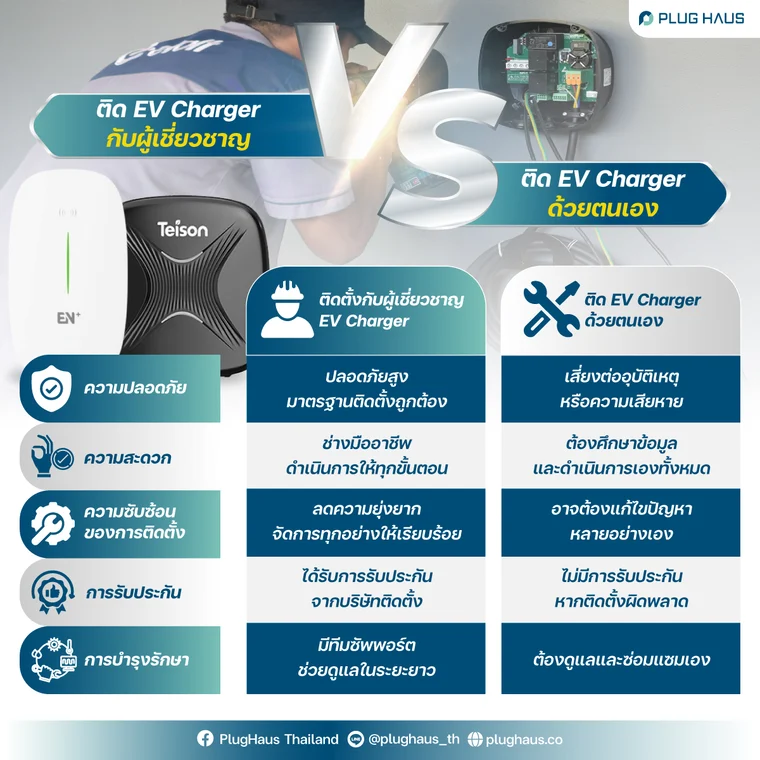 PLUG HAUS
ติด EV Charger
กับผู้เชี่ยวชาญ
VS
ติด EV Charger
ด้วยตนเอง
Teison
EN+
ติดตั้งกับผู้เชี่ยวชาญ
EV Charger
ติด EV Charger
ด้วยตนเอง
ความปลอดภัย
ปลอดภัยสูง
มาตรฐานติดตั้งถูกต้อง
เสี่ยงต่ออุบัติเหตุ
หรือความเสียหาย
ความสะดวก
ช่างมืออาชีพ
ดำเนินการให้ทุกขั้นตอน
ต้องศึกษาข้อมูล
และดำเนินการเองทั้งหมด
ความซับซ้อน
ของการติดตั้ง
ลดความยุ่งยาก
จัดการทุกอย่างให้เรียบร้อย
อาจต้องแก้ไขปัญหา
หลายอย่างเอง
การรับประกัน
ได้รับการรับประกัน
จากบริษัทติดตั้ง
ไม่มีการรับประกัน
หากติดตั้งผิดพลาด
การบำรุงรักษา
มีทีมซัพพอร์ต
ช่วยดูแลในระยะยาว
ต้องดูแลและซ่อมแซมเอง
PlugHaus Thailand @plughaus_th plughaus.co